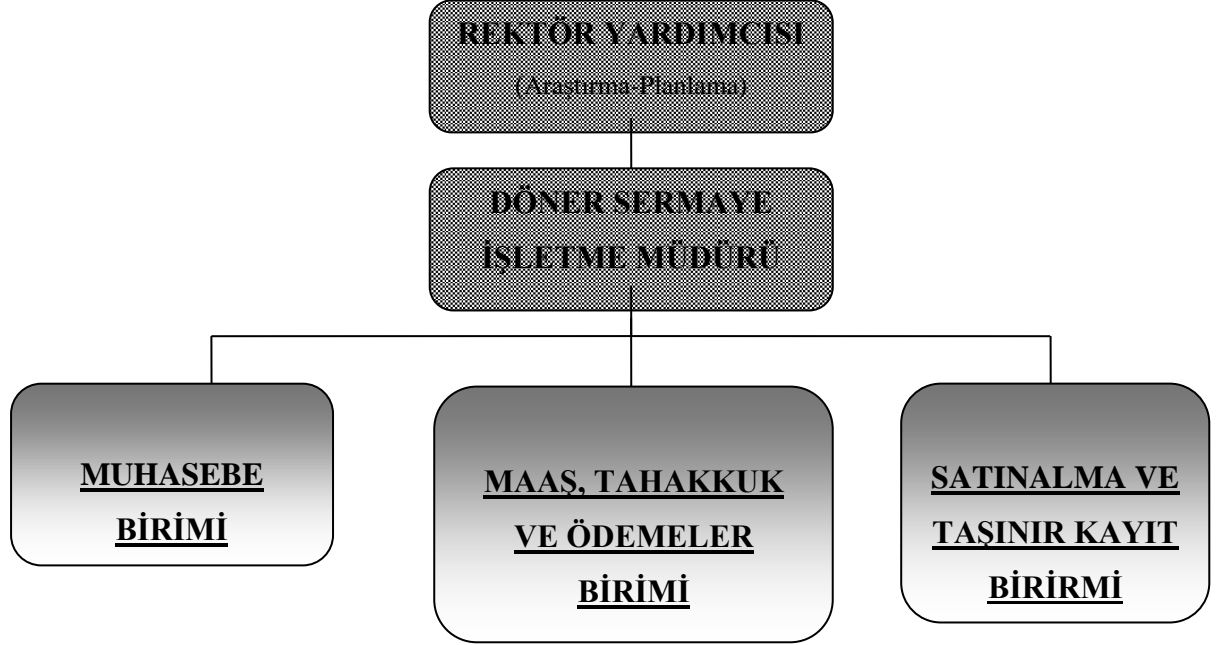 REKTÖR YARDIMCISI
(Araştırma-Planlama)
DÖNER SERMAYE
İŞLETME MÜDÜRÜ
MUHASEBE
BİRİMİ
MAAŞ, TAHAKKUK
VE ÖDEMELER
BİRİMİ
SATINALMA VE
TAŞINIR KAYIT
BİRİRMİ